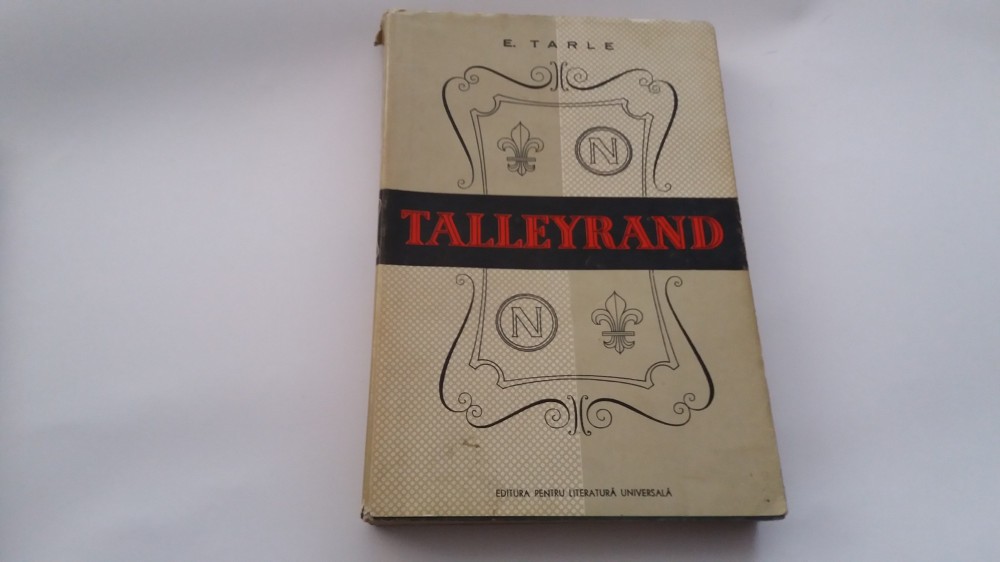 E. TARLE
N
TALLEYRAND
N
EDITURA PENTRU LITERATURĂ UNIVERSALĂ